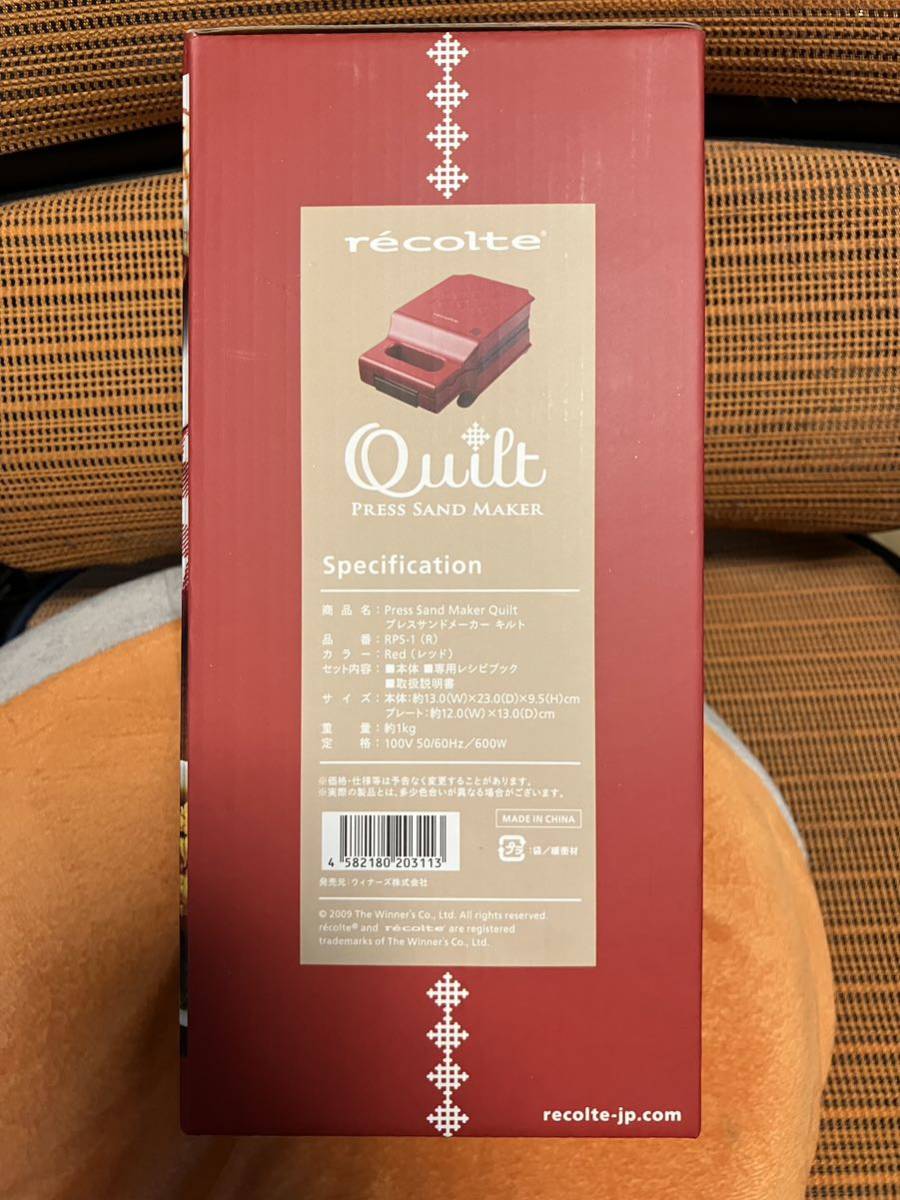 récolte®
récolte
Quilt
PRESS SAND MAKER
Specification
商品名：Press Sand Maker Quilt
プレスサンドメーカー キルト
品番：RPS-1（R）
カラー：Red（レッド）
セット内容：■本体 ■専用レシピブック
■取扱説明書
サイズ：本体：約13.0(W)×23.0(D)×9.5(H)cm
プレート：約12.0(W)×13.0(D)cm
重量：約1kg
定格：100V 50/60Hz／600W
※価格・仕様等は予告なく変更することがあります。
※実際の製品とは、多少色合いが異なる場合がございます。
MADE IN CHINA
プラ：袋／緩衝材
4 582180 203113
発売元：ウィナーズ株式会社
© 2009 The Winner's Co., Ltd. All rights reserved.
récolte® and récolte® are registered
trademarks of The Winner's Co., Ltd.
recolte-jp.com